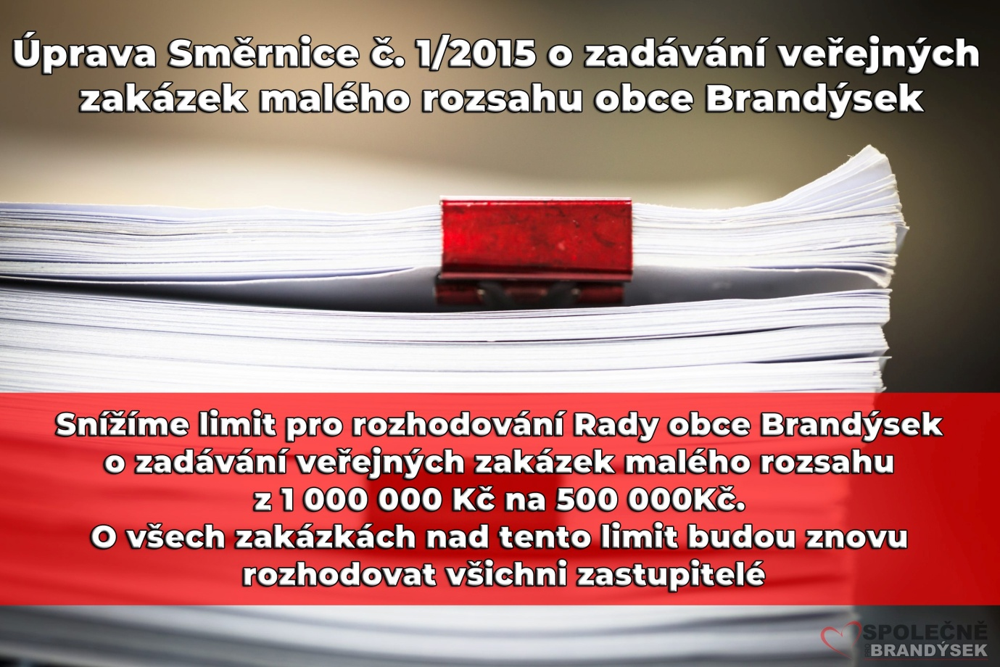 Úprava Směrnice č. 1/2015 o zadávání veřejných
zakázek malého rozsahu obce Brandýsek
Snížíme limit pro rozhodování Rady obce Brandýsek
o zadávání veřejných zakázek malého rozsahu
z 1 000 000 Kč na 500 000Kč.
O všech zakázkách nad tento limit budou znovu
rozhodovat všichni zastupitelé
SPOLEČNĚ
PRO BRANDÝSEK